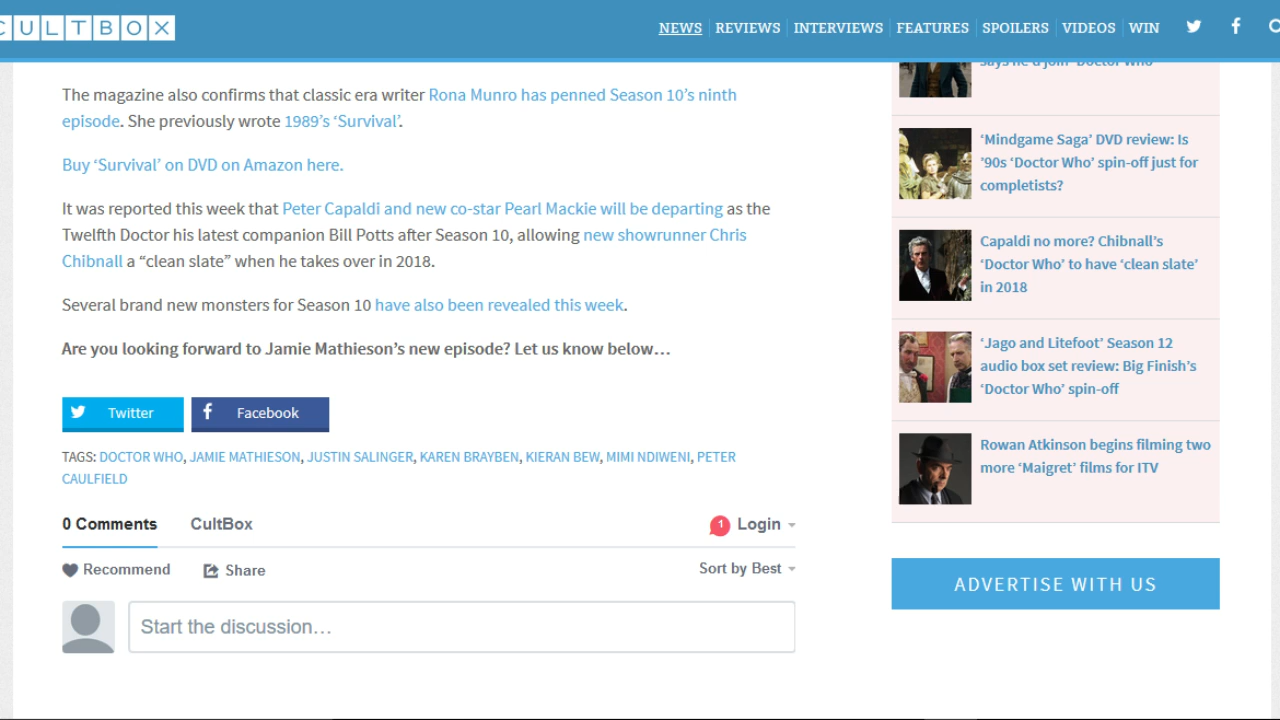 CULTBOX
NEWS
REVIEWS
INTERVIEWS
FEATURES
SPOILERS
VIDEOS
WIN
The magazine also confirms that classic era writer Rona Munro has penned Season 10’s ninth
episode. She previously wrote 1989’s ‘Survival’.
Buy ‘Survival’ on DVD on Amazon here.
It was reported this week that Peter Capaldi and new co-star Pearl Mackie will be departing as the
Twelfth Doctor his latest companion Bill Potts after Season 10, allowing new showrunner Chris
Chibnall a “clean slate” when he takes over in 2018.
Several brand new monsters for Season 10 have also been revealed this week.
Are you looking forward to Jamie Mathieson’s new episode? Let us know below…
Twitter
Facebook
TAGS: DOCTOR WHO, JAMIE MATHIESON, JUSTIN SALINGER, KAREN BRAYBEN, KIERAN BEW, MIMI NDIWENI, PETER
CAULFIELD
0 Comments
CultBox
1
Login
Recommend
Share
Sort by Best
Start the discussion…
says he’d join ‘Doctor Who’
‘Mindgame Saga’ DVD review: Is
’90s ‘Doctor Who’ spin-off just for
completists?
Capaldi no more? Chibnall’s
‘Doctor Who’ to have ‘clean slate’
in 2018
‘Jago and Litefoot’ Season 12
audio box set review: Big Finish’s
‘Doctor Who’ spin-off
Rowan Atkinson begins filming two
more ‘Maigret’ films for ITV
ADVERTISE WITH US